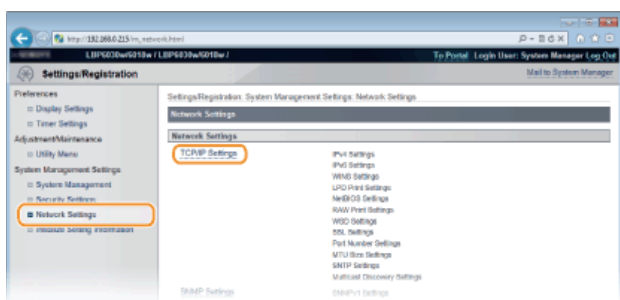 http://192.168.0.215/m_network.html
LBP6030w/6018w / LBP6030w/6018w /
To Portal Login User: System Manager Log Out
Settings/Registration
Mail to System Manager
Preferences
Display Settings
Timer Settings
Adjustment/Maintenance
Utility Menu
System Management Settings
System Management
Security Settings
Network Settings
Initialize Setting Information
Settings/Registration: System Management Settings: Network Settings
Network Settings
Network Settings
TCP/IP Settings
IPv4 Settings
IPv6 Settings
WINS Settings
LPD Print Settings
NetBIOS Settings
RAW Print Settings
WSD Settings
SSL Settings
Port Number Settings
MTU Size Settings
SNTP Settings
Multicast Discovery Settings
SNMP Settings
SNMPv1 Settings